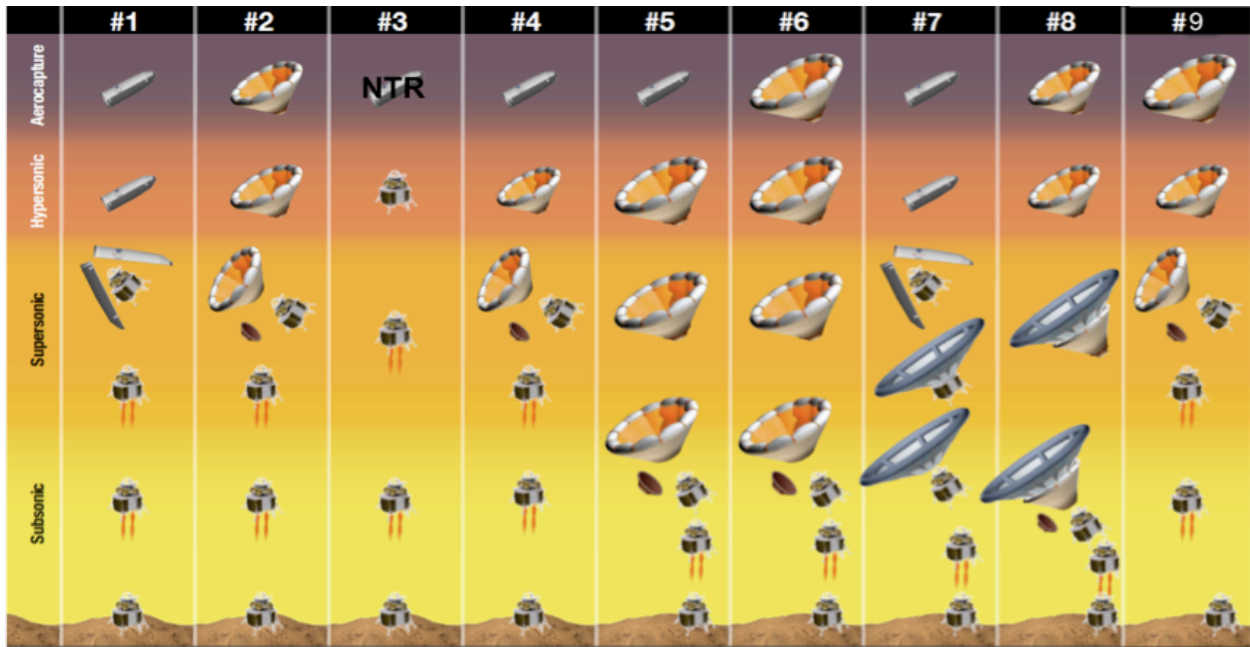 #1 #2 #3 #4 #5 #6 #7 #8 #9
Aerocapture
NTR
Hypersonic
Supersonic
Subsonic